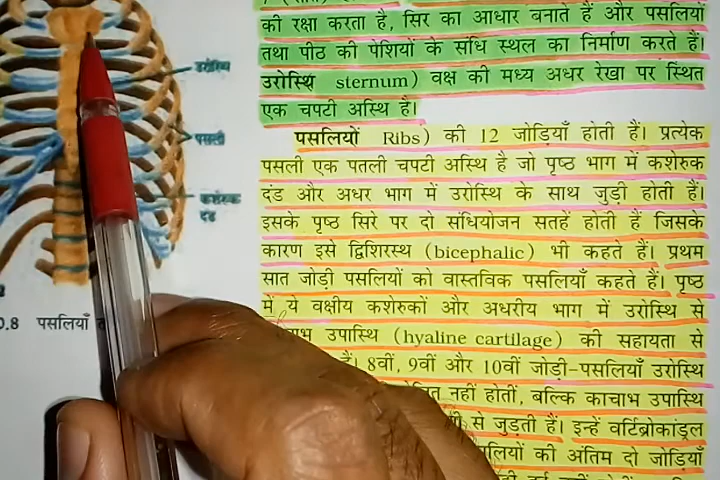 की रक्षा करता है, सिर का आधार बनाते हैं और पसलियों
तथा पीठ की पेशियों के संधि स्थल का निर्माण करते हैं।
उरोस्थि sternum) वक्ष की मध्य अधर रेखा पर स्थित
एक चपटी अस्थि है।
पसलियों Ribs) की 12 जोड़ियाँ होती हैं। प्रत्येक
पसली एक पतली चपटी अस्थि है जो पृष्ठ भाग में कशेरुक
दंड और अधर भाग में उरोस्थि के साथ जुड़ी होती हैं।
इसके पृष्ठ सिरे पर दो संधियोजन सतहें होती हैं जिसके
कारण इसे द्विशिरस्थ (bicephalic) भी कहते हैं। प्रथम
सात जोड़ी पसलियों को वास्तविक पसलियाँ कहते हैं। पृष्ठ
में ये वक्षीय कशेरुकों और अधरीय भाग में उरोस्थि से
उपास्थि (hyaline cartilage) की सहायता से
हैं। 8वीं, 9वीं और 10वीं जोड़ी-पसलियाँ उरोस्थि
नहीं होतीं, बल्कि काचाभ उपास्थि
से जुड़ती हैं। इन्हें वर्टिब्रोकांड्रल
की अंतिम दो जोड़ियाँ
उरोस्थि
पसली
कशेरुक
दंड
0.8 पसलियाँ